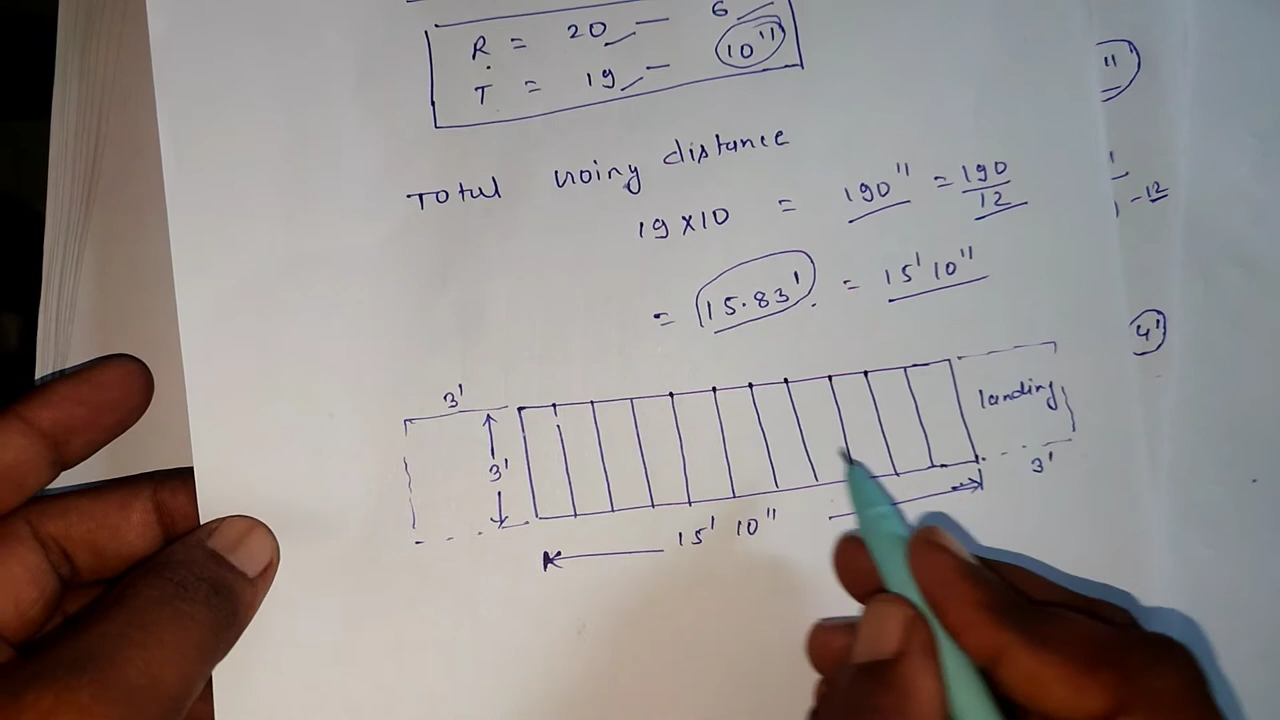 R = 20 — 6
T = 19 — 10"
"
Total distance
19 x 10 = 190" = 190/12
- 12
= 15.83' = 15' 10"
4'
3'
landing
3'
3'
15' 10"